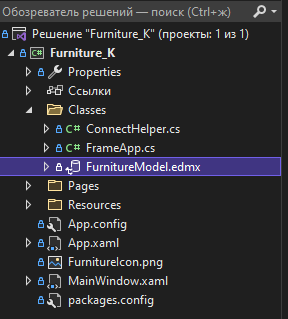 Обозреватель решений — поиск (Ctrl+ж)
Решение "Furniture_K" (проекты: 1 из 1)
Furniture_K
Properties
Ссылки
Classes
C# ConnectHelper.cs
C# FrameApp.cs
FurnitureModel.edmx
Pages
Resources
App.config
App.xaml
FurnitureIcon.png
MainWindow.xaml
packages.config